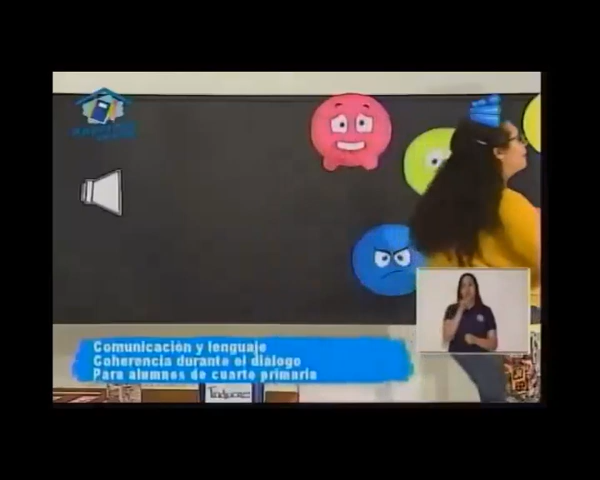 Comunicación y lenguaje
Coherencia durante el diálogo
Para alumnos de cuarto primaria